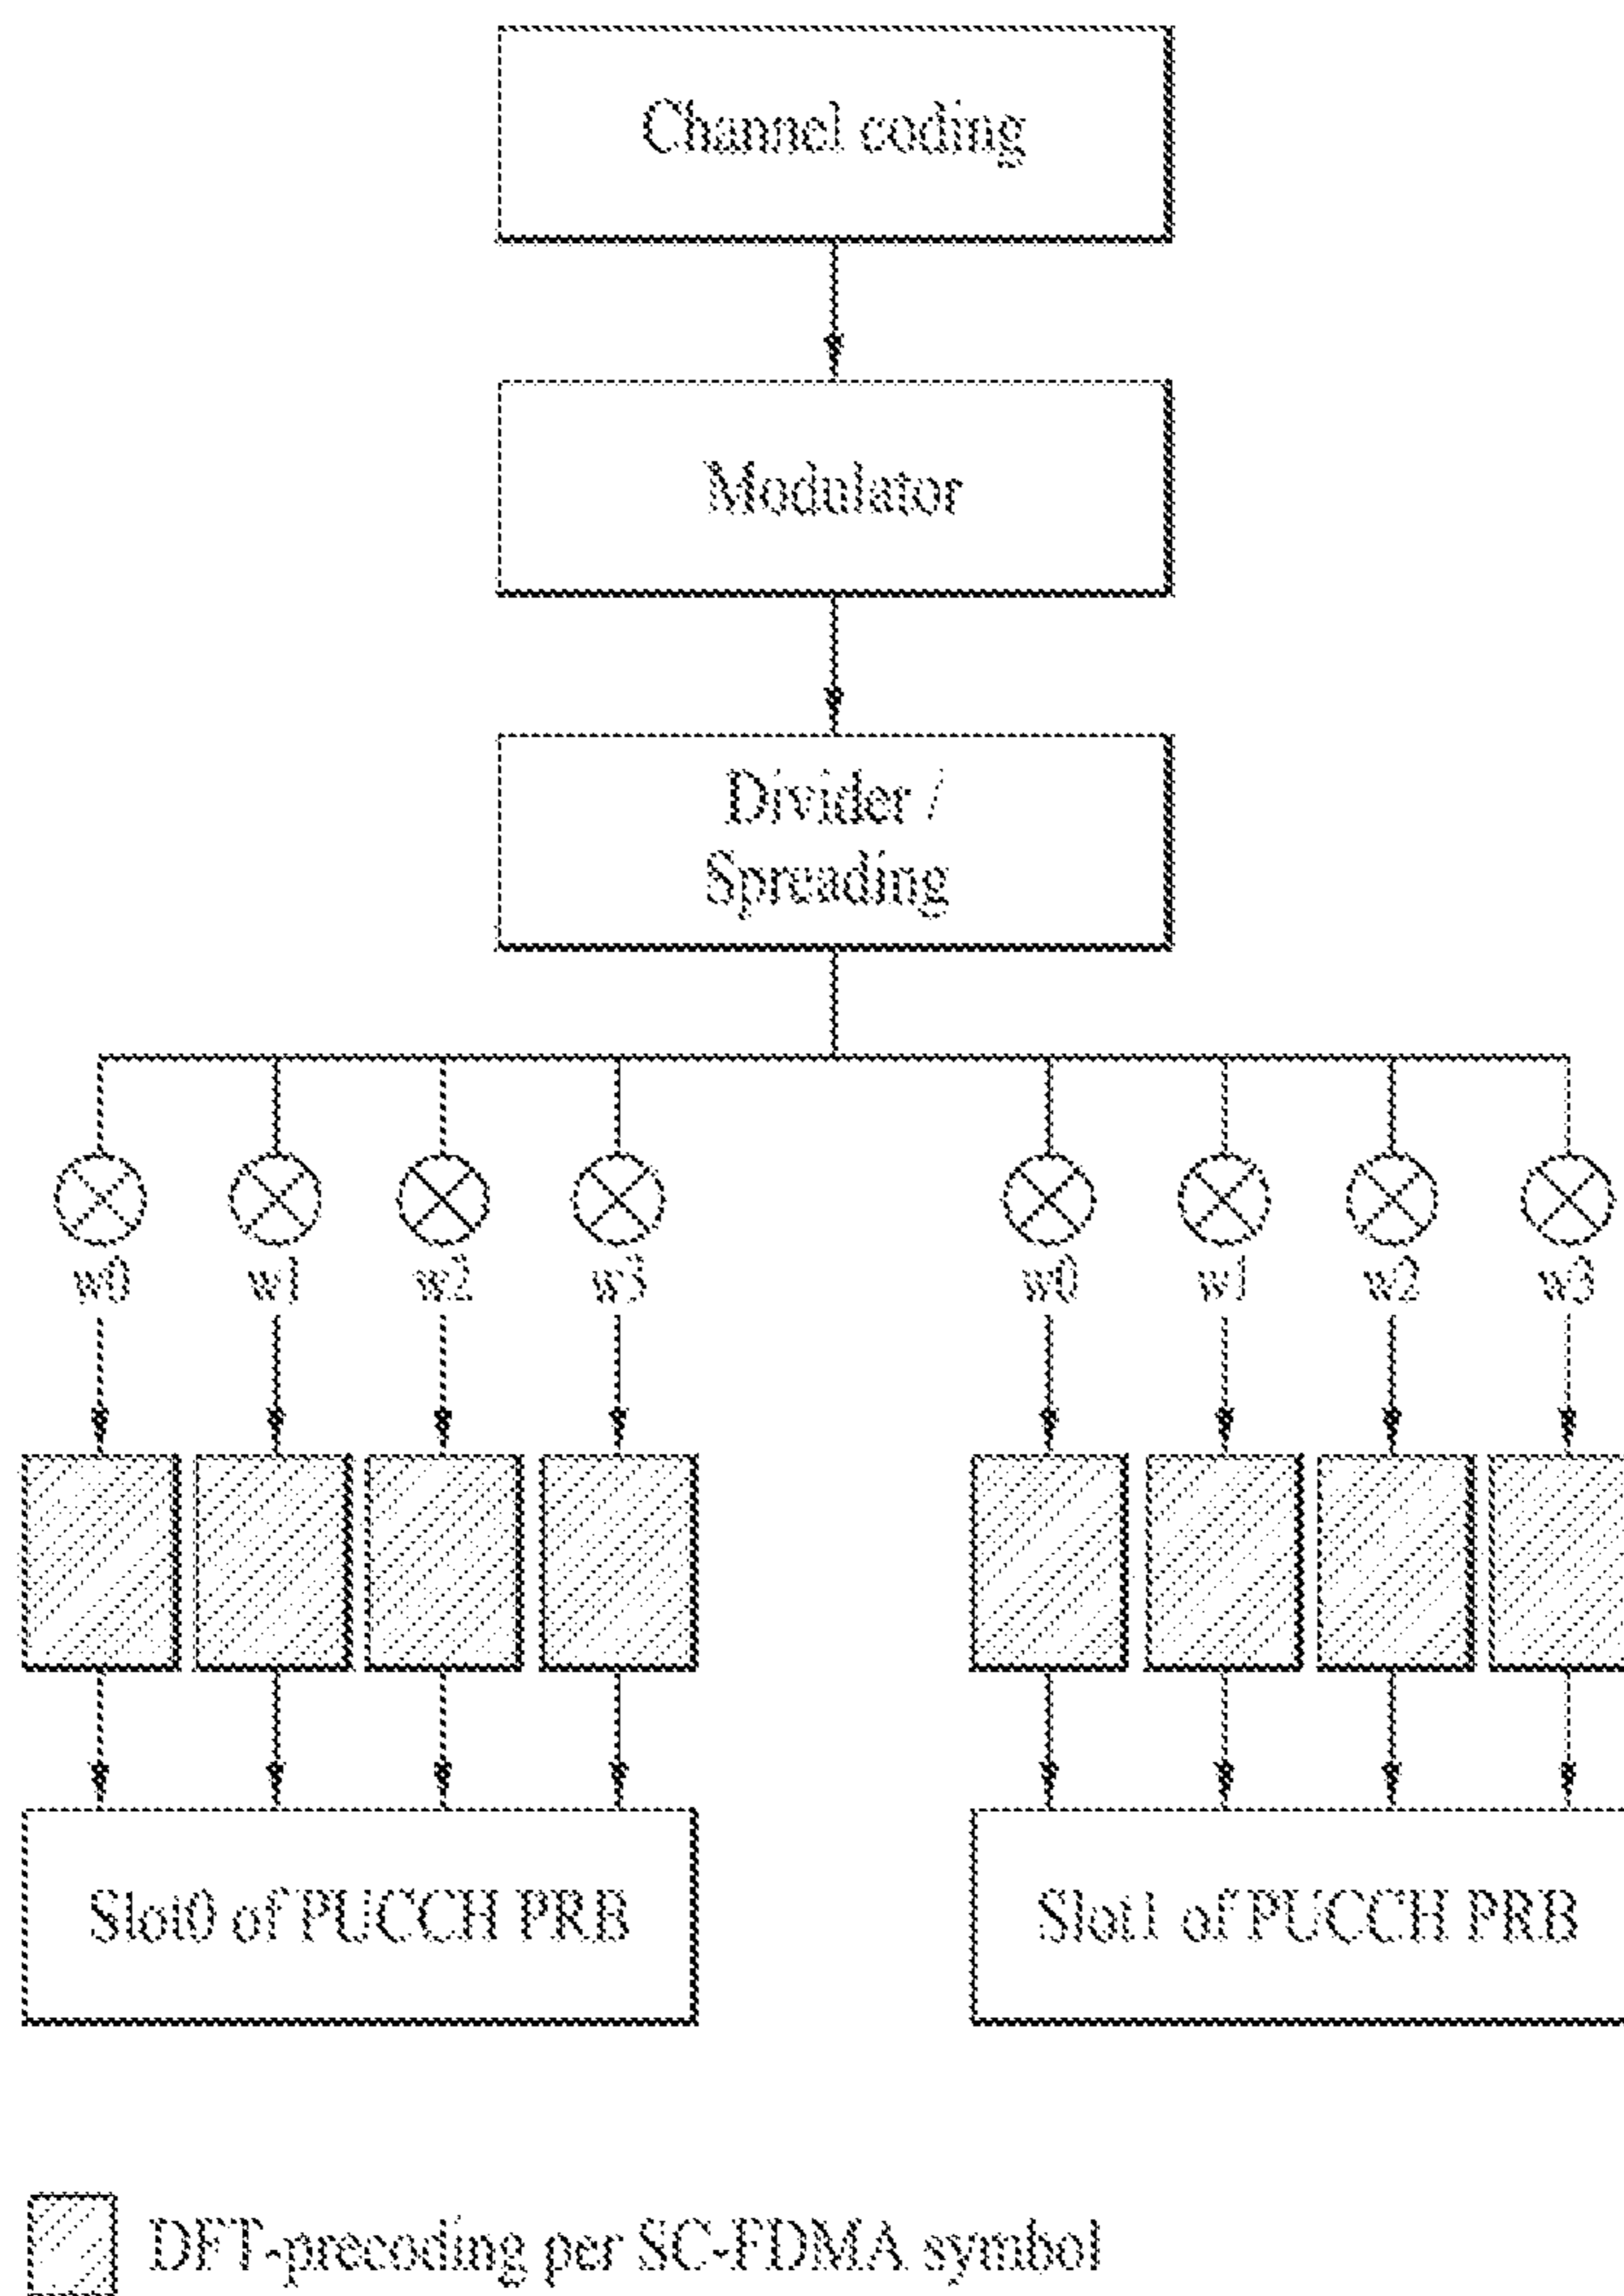 Channel coding
Modulator
Divider /
Spreading
w0 w1 w2 w3 w0 w1 w2 w3
Slot0 of PUCCH PRB Slot1 of PUCCH PRB
DFT-precoding per SC-FDMA symbol